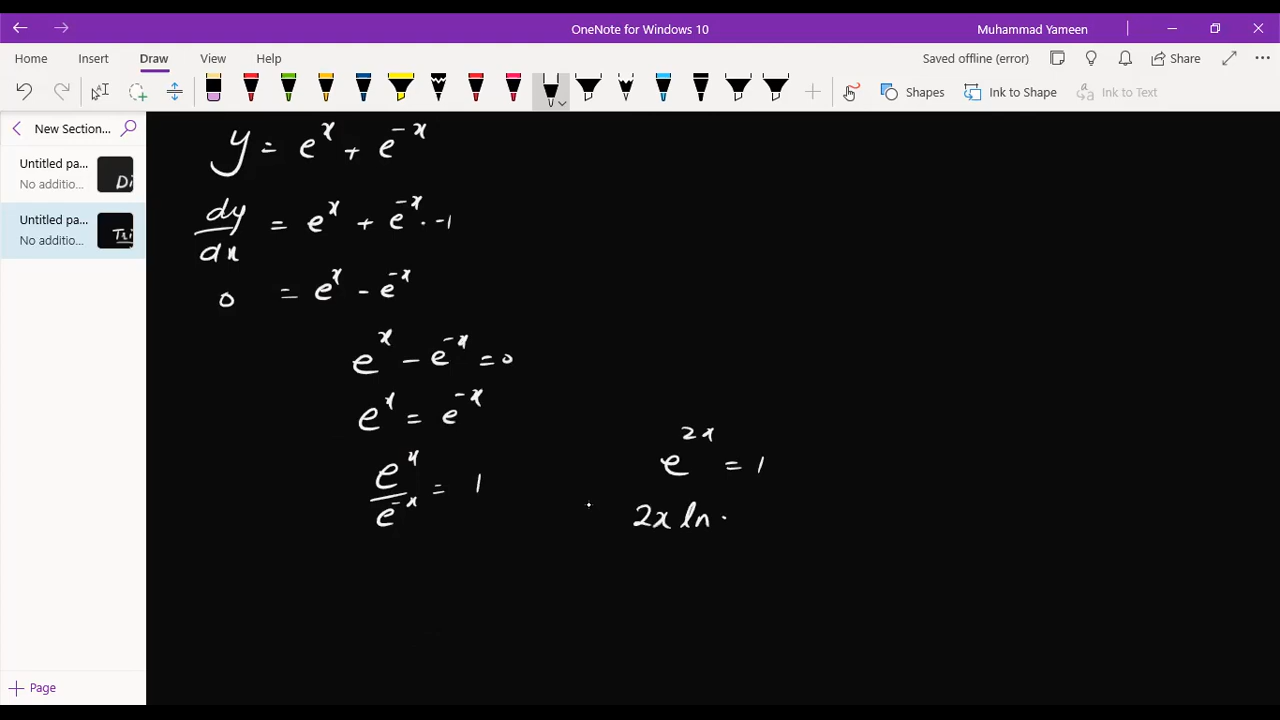 OneNote for Windows 10
Muhammad Yameen
Home Insert Draw View Help
Saved offline (error) Share
Shapes Ink to Shape Ink to Text
New Section...
Untitled pa...
No additio...
Di
Untitled pa...
No additio...
Tri
Page
y = e^x + e^{-x}
dy/dx = e^x + e^{-x} · -1
0 = e^x - e^{-x}
e^x - e^{-x} = 0
e^x = e^{-x}
e^x/e^{-x} = 1
e^{2x} = 1
2x ln